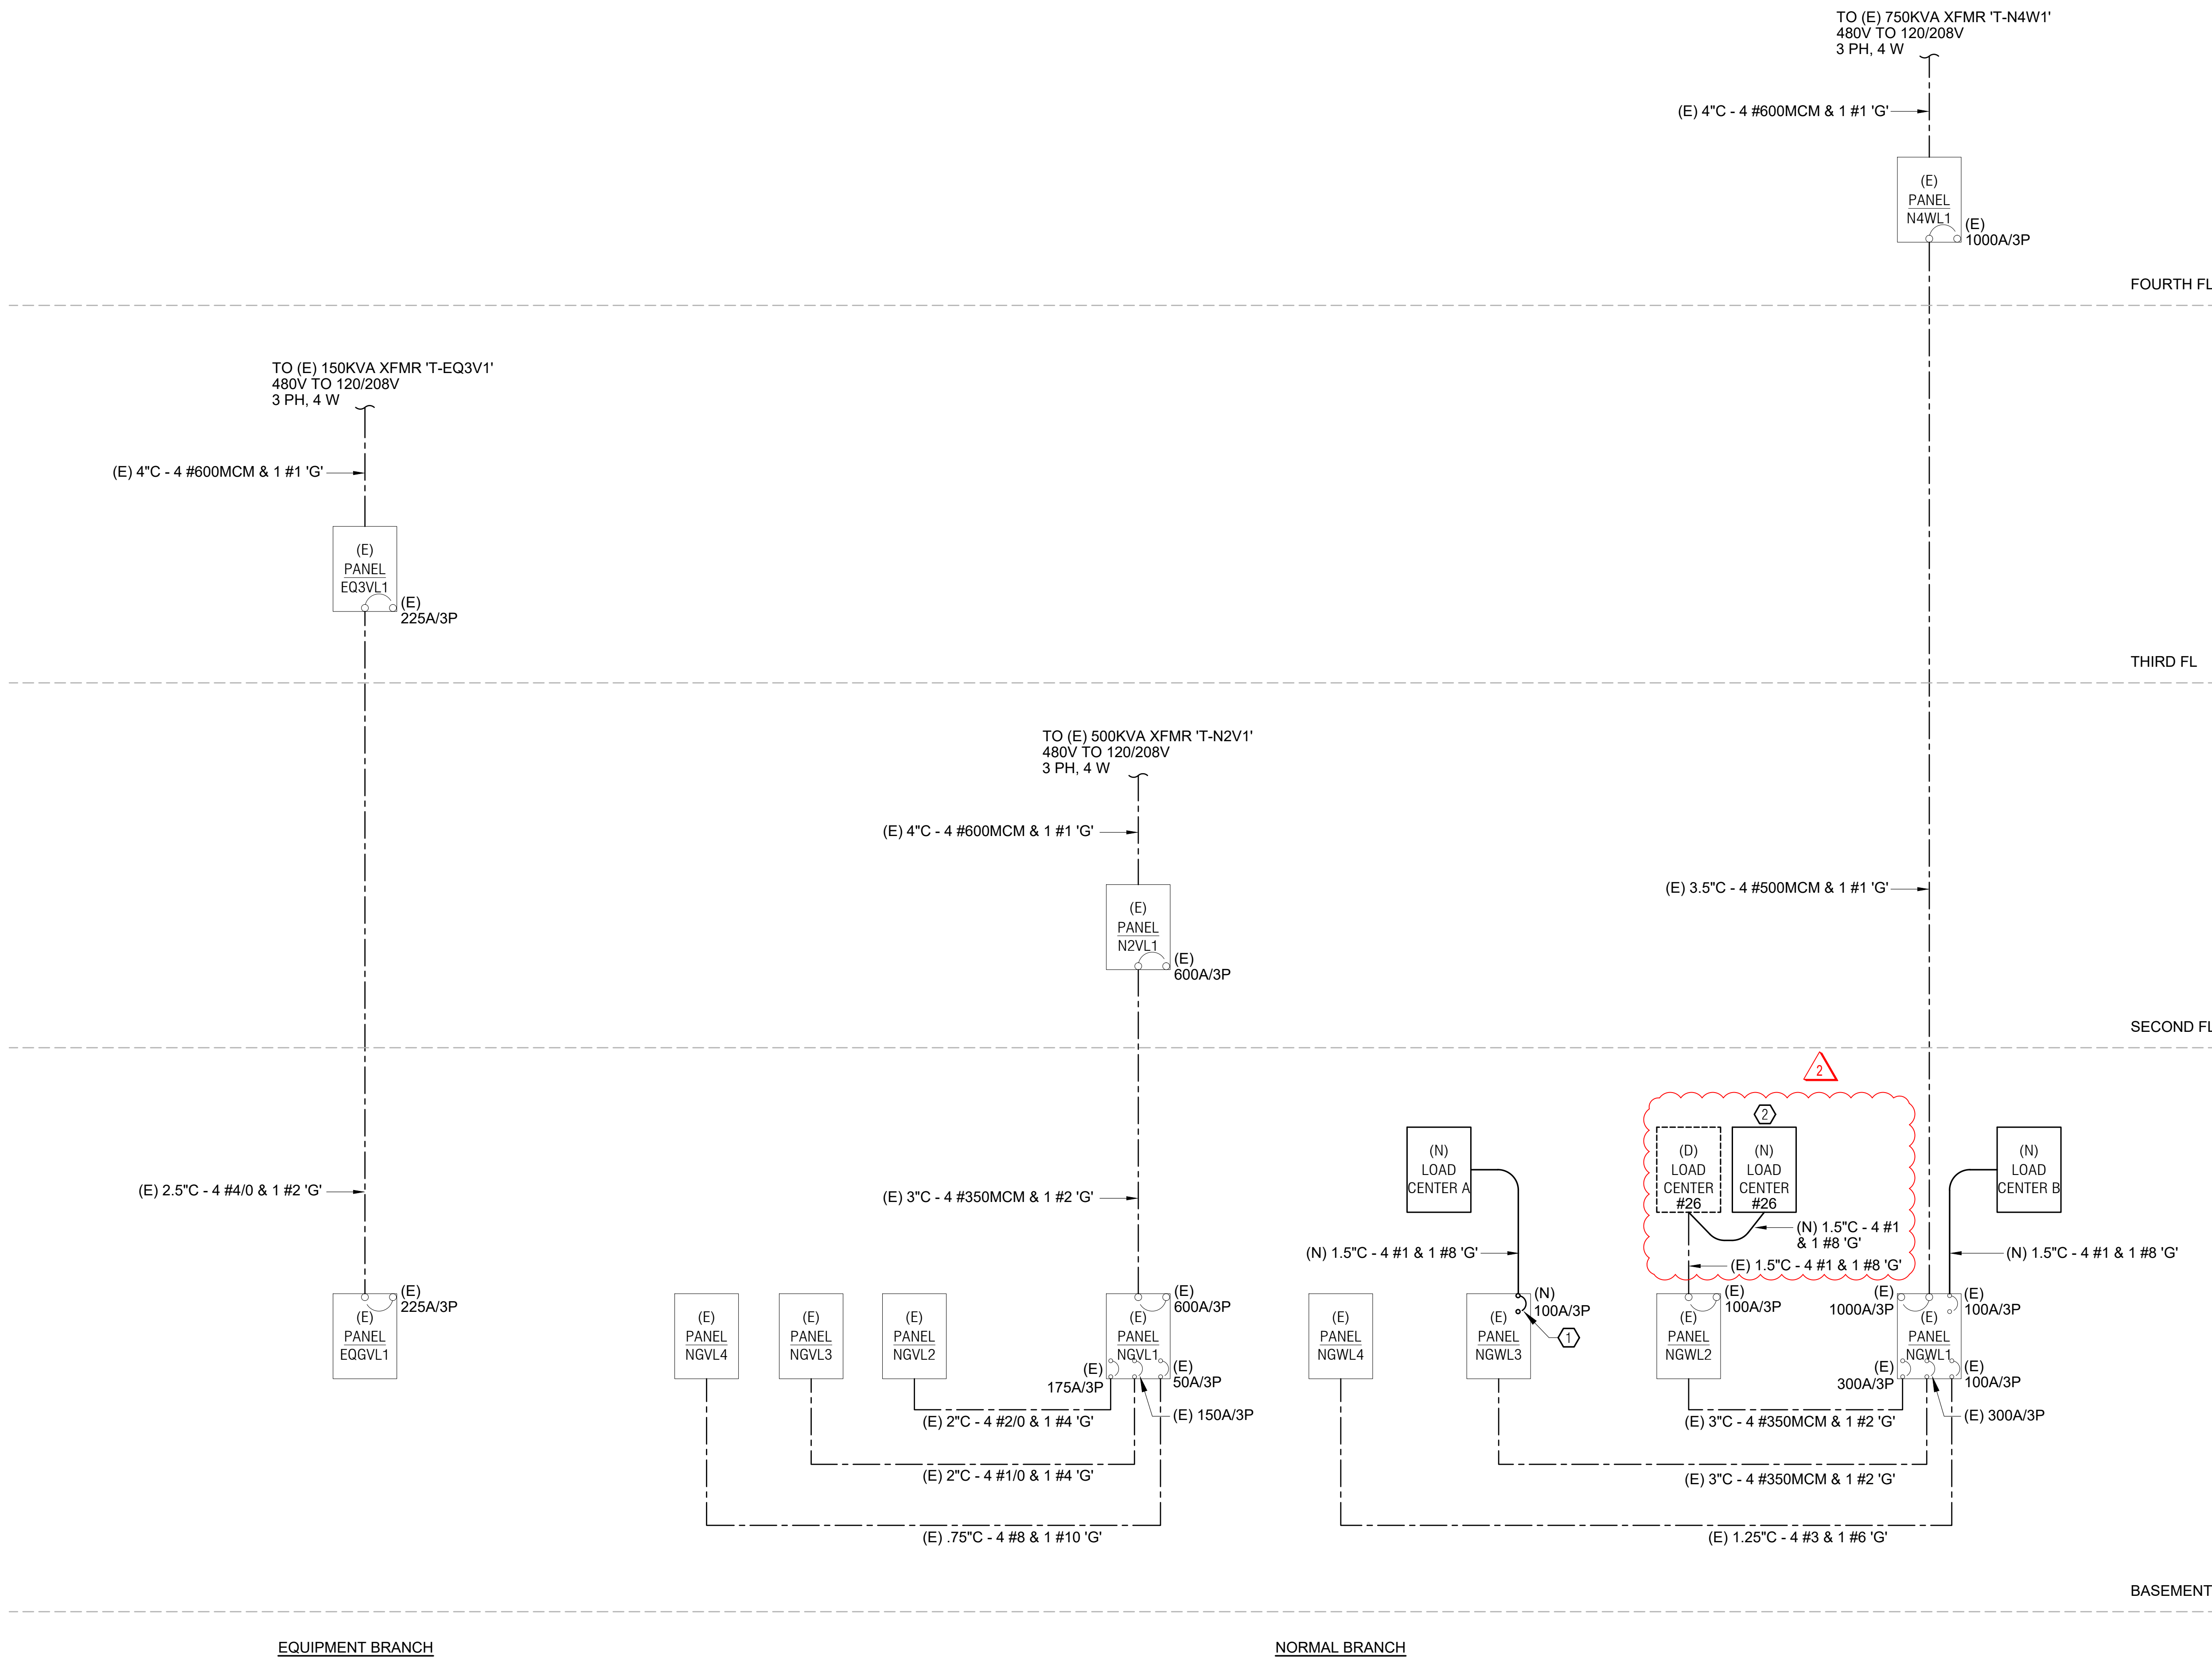 TO (E) 750KVA XFMR 'T-N4W1'
480V TO 120/208V
3 PH, 4 W
(E) 4"C - 4 #600MCM & 1 #1 'G'
(E)
PANEL
N4WL1
(E)
1000A/3P
FOURTH FL
TO (E) 150KVA XFMR 'T-EQ3V1'
480V TO 120/208V
3 PH, 4 W
(E) 4"C - 4 #600MCM & 1 #1 'G'
(E)
PANEL
EQ3VL1
(E)
225A/3P
THIRD FL
TO (E) 500KVA XFMR 'T-N2V1'
480V TO 120/208V
3 PH, 4 W
(E) 4"C - 4 #600MCM & 1 #1 'G'
(E) 3.5"C - 4 #500MCM & 1 #1 'G'
(E)
PANEL
N2VL1
(E)
600A/3P
SECOND FL
2
2
(N)
LOAD
CENTER A
(D)
LOAD
CENTER
#26
(N)
LOAD
CENTER
#26
(N)
LOAD
CENTER B
(E) 2.5"C - 4 #4/0 & 1 #2 'G'
(E) 3"C - 4 #350MCM & 1 #2 'G'
(N) 1.5"C - 4 #1 & 1 #8 'G'
(N) 1.5"C - 4 #1
& 1 #8 'G'
(E) 1.5"C - 4 #1 & 1 #8 'G'
(N) 1.5"C - 4 #1 & 1 #8 'G'
(E)
225A/3P
(E)
PANEL
EQGVL1
(E)
PANEL
NGVL4
(E)
PANEL
NGVL3
(E)
PANEL
NGVL2
(E)
600A/3P
(E)
PANEL
NGVL1
(E)
175A/3P
(E)
50A/3P
(E) 150A/3P
(E)
PANEL
NGWL4
(N)
100A/3P
1
(E)
PANEL
NGWL3
(E)
100A/3P
(E)
PANEL
NGWL2
(E)
1000A/3P
(E)
100A/3P
(E)
PANEL
NGWL1
(E)
300A/3P
(E)
100A/3P
(E) 300A/3P
(E) 2"C - 4 #2/0 & 1 #4 'G'
(E) 2"C - 4 #1/0 & 1 #4 'G'
(E) .75"C - 4 #8 & 1 #10 'G'
(E) 3"C - 4 #350MCM & 1 #2 'G'
(E) 3"C - 4 #350MCM & 1 #2 'G'
(E) 1.25"C - 4 #3 & 1 #6 'G'
BASEMENT
EQUIPMENT BRANCH
NORMAL BRANCH